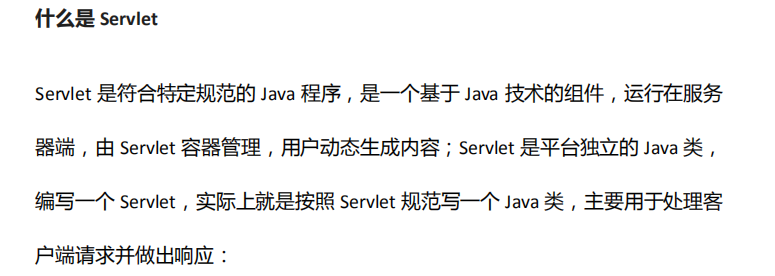 什么是 Servlet
Servlet 是符合特定规范的 Java 程序，是一个基于 Java 技术的组件，运行在服务
器端，由 Servlet 容器管理，用户动态生成内容；Servlet 是平台独立的 Java 类，
编写一个 Servlet，实际上就是按照 Servlet 规范写一个 Java 类，主要用于处理客
户端请求并做出响应：